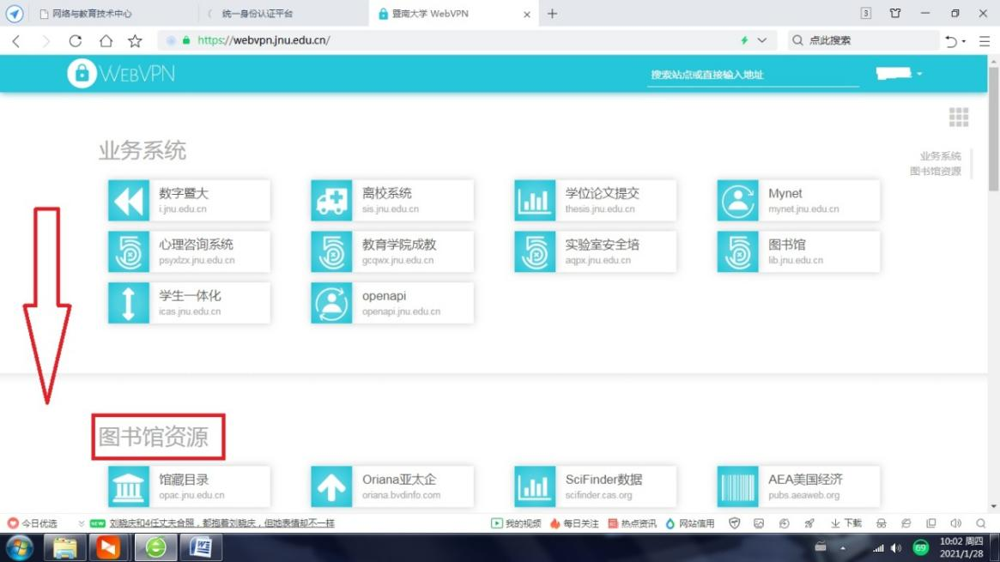 网络与教育技术中心
统一身份认证平台
暨南大学 WebVPN
3
https://webvpn.jnu.edu.cn/
点此搜索
WEBVPN
搜索站点或直接输入地址
业务系统
业务系统
图书馆资源
数字暨大
i.jnu.edu.cn
离校系统
sis.jnu.edu.cn
学位论文提交
thesis.jnu.edu.cn
Mynet
mynet.jnu.edu.cn
心理咨询系统
psyxlzx.jnu.edu.cn
教育学院成教
gcqwx.jnu.edu.cn
实验室安全培
aqpx.jnu.edu.cn
图书馆
lib.jnu.edu.cn
学生一体化
icas.jnu.edu.cn
openapi
openapi.jnu.edu.cn
图书馆资源
馆藏目录
opac.jnu.edu.cn
Oriana亚太企
oriana.bvdinfo.com
SciFinder数据
scifinder.cas.org
AEA美国经济
pubs.aeaweb.org
今日优选
NEW
刘晓庆和4任丈夫合照，都抱着刘晓庆，但她表情却不一样
我的视频
每日关注
热点资讯
网站信用
下载
69
10:02 周四
2021/1/28